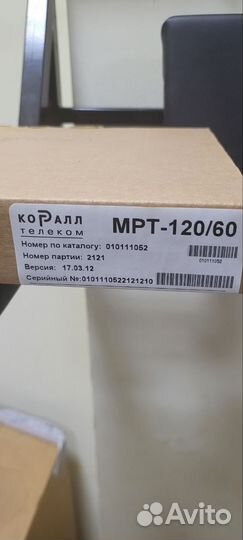 КОРАЛЛ
телеком
МРТ-120/60
Номер по каталогу: 010111052
010111052
Номер партии: 2121
Версия: 17.03.12
Серийный №:0101110522121210
Avito